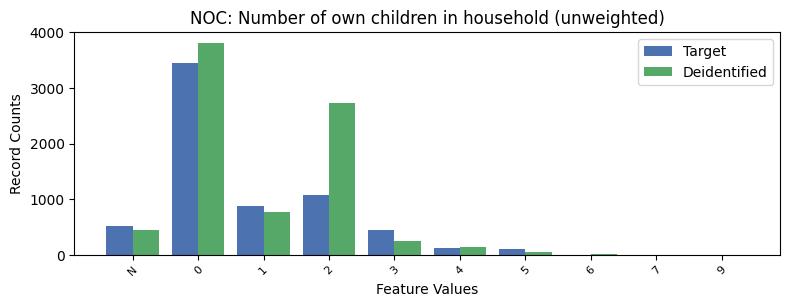 NOC: Number of own children in household (unweighted)
Target
Deidentified
Record Counts
4000
3000
2000
1000
0
N 0 1 2 3 4 5 6 7 9
Feature Values